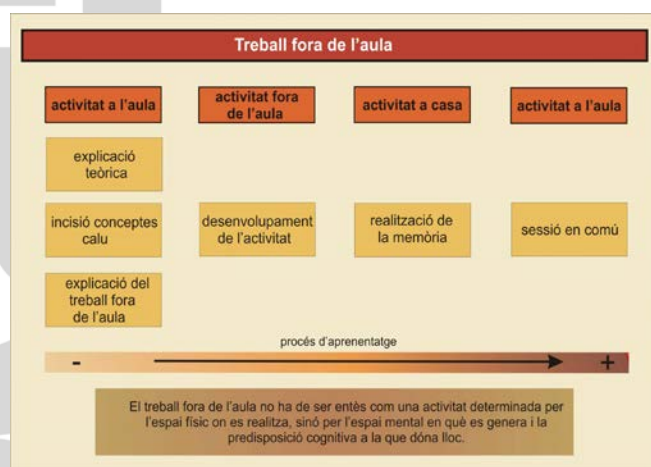 Treball fora de l'aula
activitat a l'aula
activitat fora
de l'aula
activitat a casa
activitat a l'aula
explicació
teòrica
incisió conceptes
calu
desenvolupament
de l'activitat
realització de
la memòria
sessió en comú
explicació del
treball fora
de l'aula
procés d'aprenentatge
- +
El treball fora de l'aula no ha de ser entès com una activitat determinada per
l'espai físic on es realitza, sinó per l'espai mental en què es genera i la
predisposició cognitiva a la que dóna lloc.